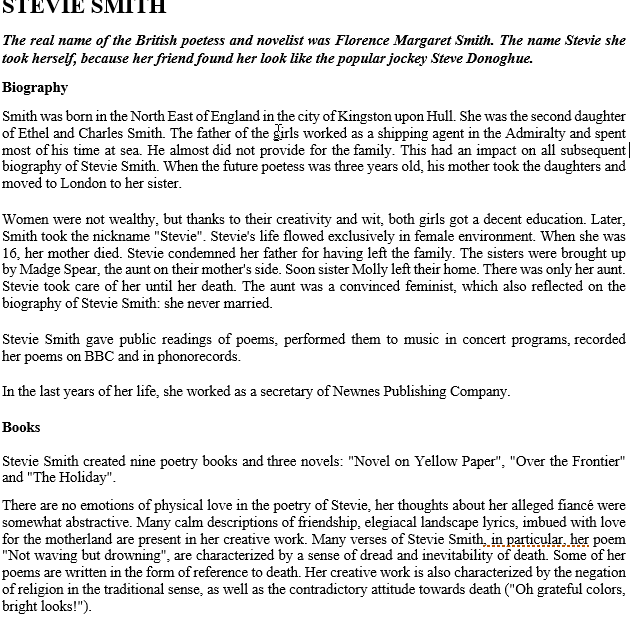 STEVIE SMITH
The real name of the British poetess and novelist was Florence Margaret Smith. The name Stevie she
took herself, because her friend found her look like the popular jockey Steve Donoghue.
Biography
Smith was born in the North East of England in the city of Kingston upon Hull. She was the second daughter
of Ethel and Charles Smith. The father of the girls worked as a shipping agent in the Admiralty and spent
most of his time at sea. He almost did not provide for the family. This had an impact on all subsequent
biography of Stevie Smith. When the future poetess was three years old, his mother took the daughters and
moved to London to her sister.
Women were not wealthy, but thanks to their creativity and wit, both girls got a decent education. Later,
Smith took the nickname "Stevie". Stevie's life flowed exclusively in female environment. When she was
16, her mother died. Stevie condemned her father for having left the family. The sisters were brought up
by Madge Spear, the aunt on their mother's side. Soon sister Molly left their home. There was only her aunt.
Stevie took care of her until her death. The aunt was a convinced feminist, which also reflected on the
biography of Stevie Smith: she never married.
Stevie Smith gave public readings of poems, performed them to music in concert programs, recorded
her poems on BBC and in phonorecords.
In the last years of her life, she worked as a secretary of Newnes Publishing Company.
Books
Stevie Smith created nine poetry books and three novels: "Novel on Yellow Paper", "Over the Frontier"
and "The Holiday".
There are no emotions of physical love in the poetry of Stevie, her thoughts about her alleged fiancé were
somewhat abstractive. Many calm descriptions of friendship, elegiacal landscape lyrics, imbued with love
for the motherland are present in her creative work. Many verses of Stevie Smith, in particular, her poem
"Not waving but drowning", are characterized by a sense of dread and inevitability of death. Some of her
poems are written in the form of reference to death. Her creative work is also characterized by the negation
of religion in the traditional sense, as well as the contradictory attitude towards death ("Oh grateful colors,
bright looks!").